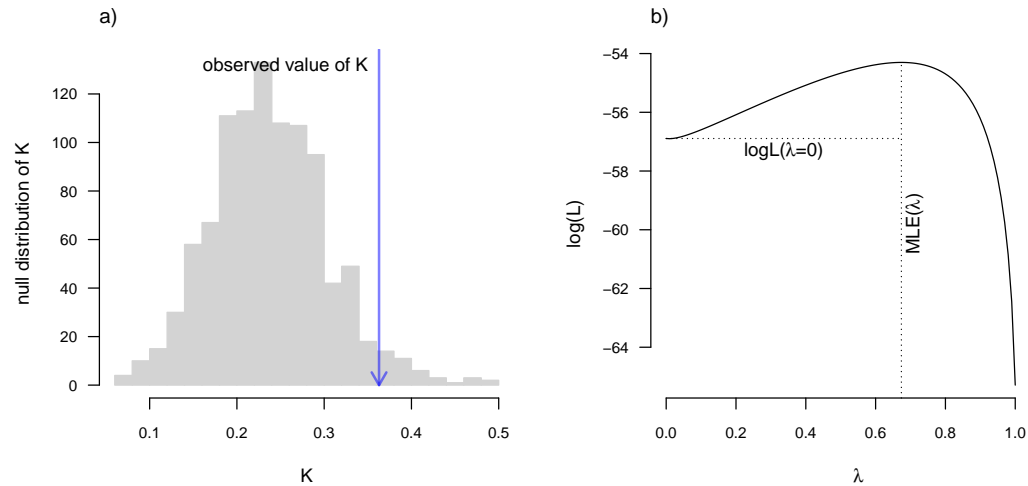 a)
observed value of K
null distribution of K
120
100
80
60
40
20
0
0.1 0.2 0.3 0.4 0.5
K
b)
log(L)
−54
−56
−58
−60
−62
−64
logL(λ=0)
MLE(λ)
0.0 0.2 0.4 0.6 0.8 1.0
λ